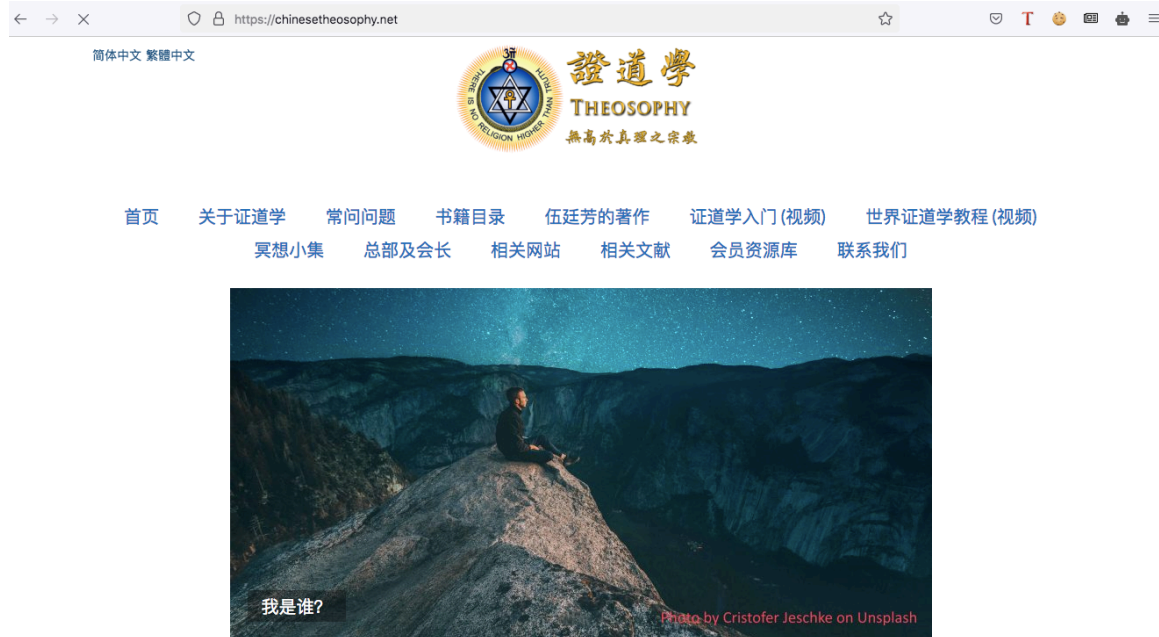 https://chinesetheosophy.net
简体中文 繁體中文
ॐ
THERE IS NO RELIGION HIGHER THAN TRUTH
證道學
THEOSOPHY
無高於真理之宗教
首页 关于证道学 常问问题 书籍目录 伍廷芳的著作 证道学入门 (视频) 世界证道学教程 (视频)
冥想小集 总部及会长 相关网站 相关文献 会员资源库 联系我们
我是谁?
Photo by Cristofer Jeschke on Unsplash